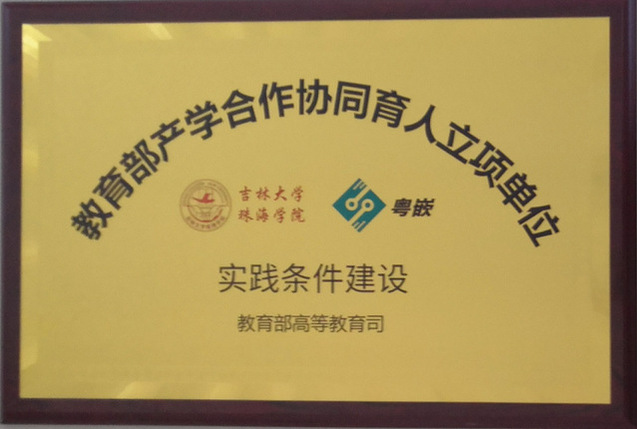 教育部产学合作协同育人立项单位
吉林大学
珠海学院
粤嵌
实践条件建设
教育部高等教育司